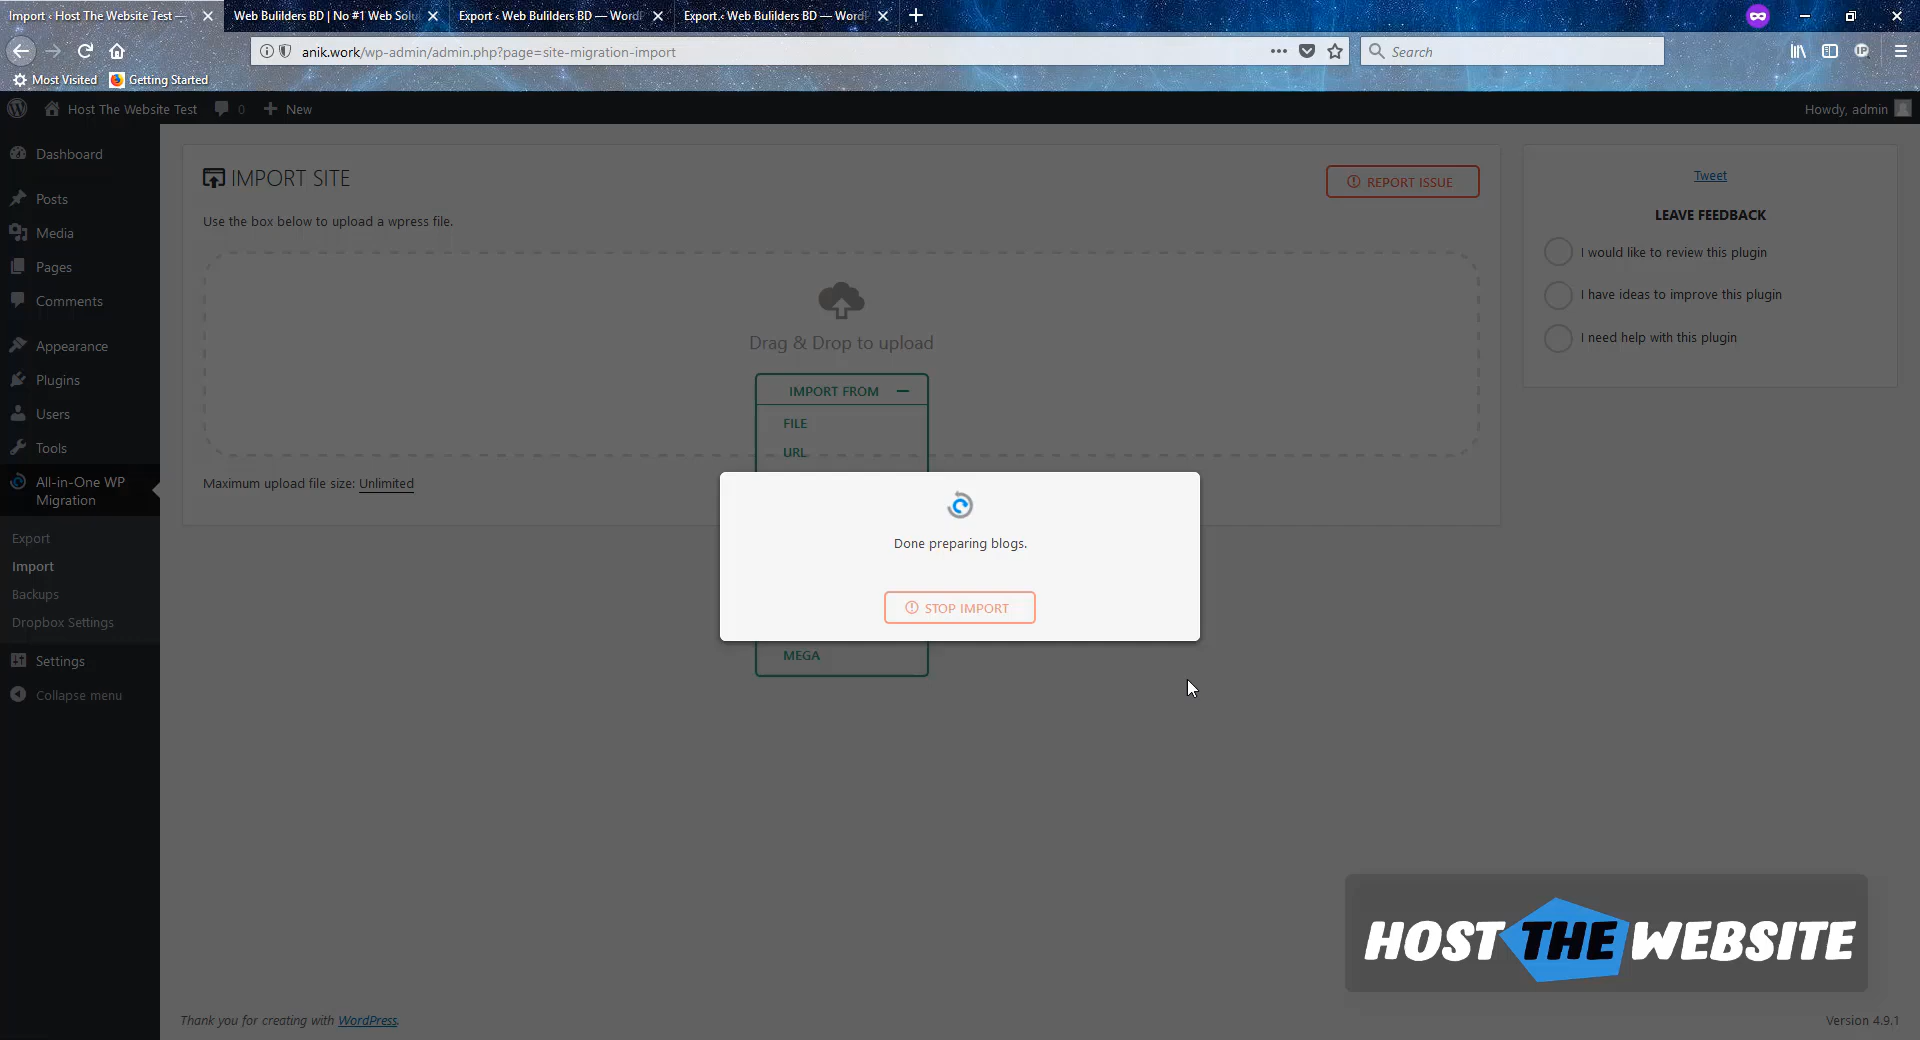 Import ‹ Host The Website Test —
Web Builders BD | No #1 Web Solu
Export ‹ Web Builders BD — WordP
Export ‹ Web Builders BD — WordP
anik.work/wp-admin/admin.php?page=site-migration-import
Search
Most Visited
Getting Started
Host The Website Test
0
New
Howdy, admin
Dashboard
Posts
Media
Pages
Comments
Appearance
Plugins
Users
Tools
All-in-One WP
Migration
Export
Import
Backups
Dropbox Settings
Settings
Collapse menu
IMPORT SITE
REPORT ISSUE
Use the box below to upload a wpress file.
Drag & Drop to upload
IMPORT FROM
FILE
URL
Maximum upload file size: Unlimited
Done preparing blogs.
STOP IMPORT
MEGA
Tweet
LEAVE FEEDBACK
I would like to review this plugin
I have ideas to improve this plugin
I need help with this plugin
HOST THE WEBSITE
Thank you for creating with WordPress.
Version 4.9.1